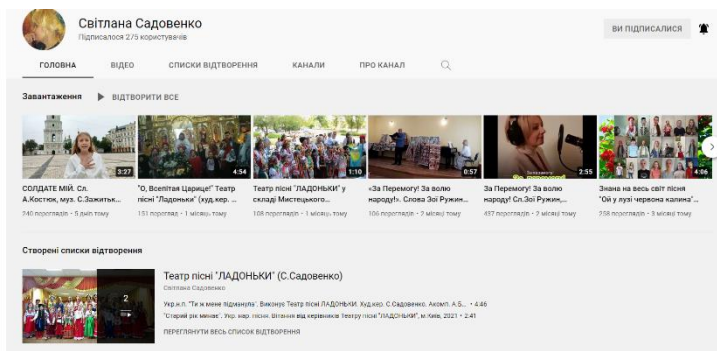 Світлана Садовенко
Підписалося 275 користувачів
ВИ ПІДПИСАЛИСЯ
ГОЛОВНА ВІДЕО СПИСКИ ВІДТВОРЕННЯ КАНАЛИ ПРО КАНАЛ
Завантаження ВІДТВОРИТИ ВСЕ
3:27 4:54 1:10 0:57 2:55 4:06
СОЛДАТЕ МІЙ. Сл.
А.Костюк, муз. С.Зажитьк...
240 переглядів • 5 днів тому
"О, Всепітая Царице!" Театр
пісні "Ладоньки" (худ.кер. ...
151 перегляд • 1 місяць тому
Театр пісні "ЛАДОНЬКИ" у
складі Мистецького...
108 переглядів • 1 місяць тому
«За Перемогу! За волю
народу!». Слова Зої Ружин...
106 переглядів • 2 місяці тому
За Перемогу! За волю
народу! Сл.Зої Ружин,...
497 переглядів • 2 місяці тому
Знана на весь світ пісня
"Ой у лузі червона калина"...
258 переглядів • 3 місяці тому
Створені списки відтворення
2
Театр пісні "ЛАДОНЬКИ" (С.Садовенко)
Світлана Садовенко
Укр.н.п. "Ти ж мене підманула". Виконує Театр пісні ЛАДОНЬКИ. Худ.кер. С.Садовенко. Акомп. А.Б... • 4:46
"Старий рік минає". Укр. нар. пісня. Вітання від керівників Театру пісні "ЛАДОНЬКИ", м.Київ, 2021 • 2:41
ПЕРЕГЛЯНУТИ ВЕСЬ СПИСОК ВІДТВОРЕННЯ